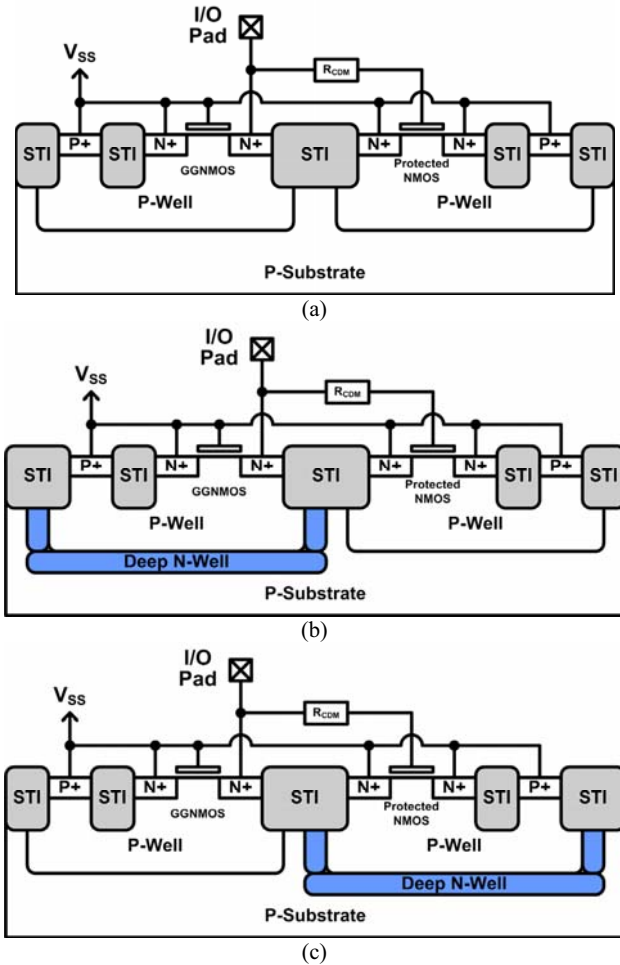 I/O
Pad
VSS
RCDM
STI P+ STI N+ N+ STI N+ N+ STI P+ STI
GGNMOS Protected
NMOS
P-Well P-Well
P-Substrate
(a)
I/O
Pad
VSS
RCDM
STI P+ STI N+ N+ STI N+ N+ STI P+ STI
GGNMOS Protected
NMOS
P-Well P-Well
Deep N-Well
P-Substrate
(b)
I/O
Pad
VSS
RCDM
STI P+ STI N+ N+ STI N+ N+ STI P+ STI
GGNMOS Protected
NMOS
P-Well P-Well
Deep N-Well
P-Substrate
(c)